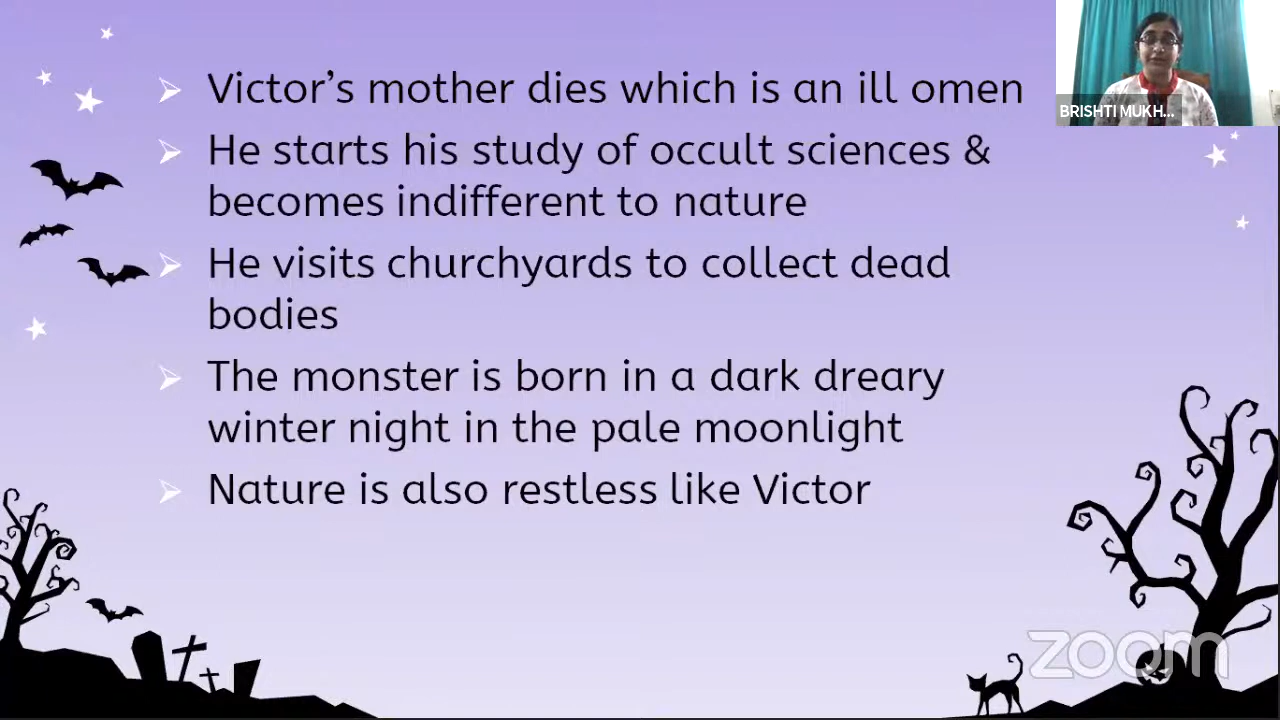 Victor's mother dies which is an ill omen
He starts his study of occult sciences &
becomes indifferent to nature
He visits churchyards to collect dead
bodies
The monster is born in a dark dreary
winter night in the pale moonlight
Nature is also restless like Victor
BRISHTI MUKH...
zoom